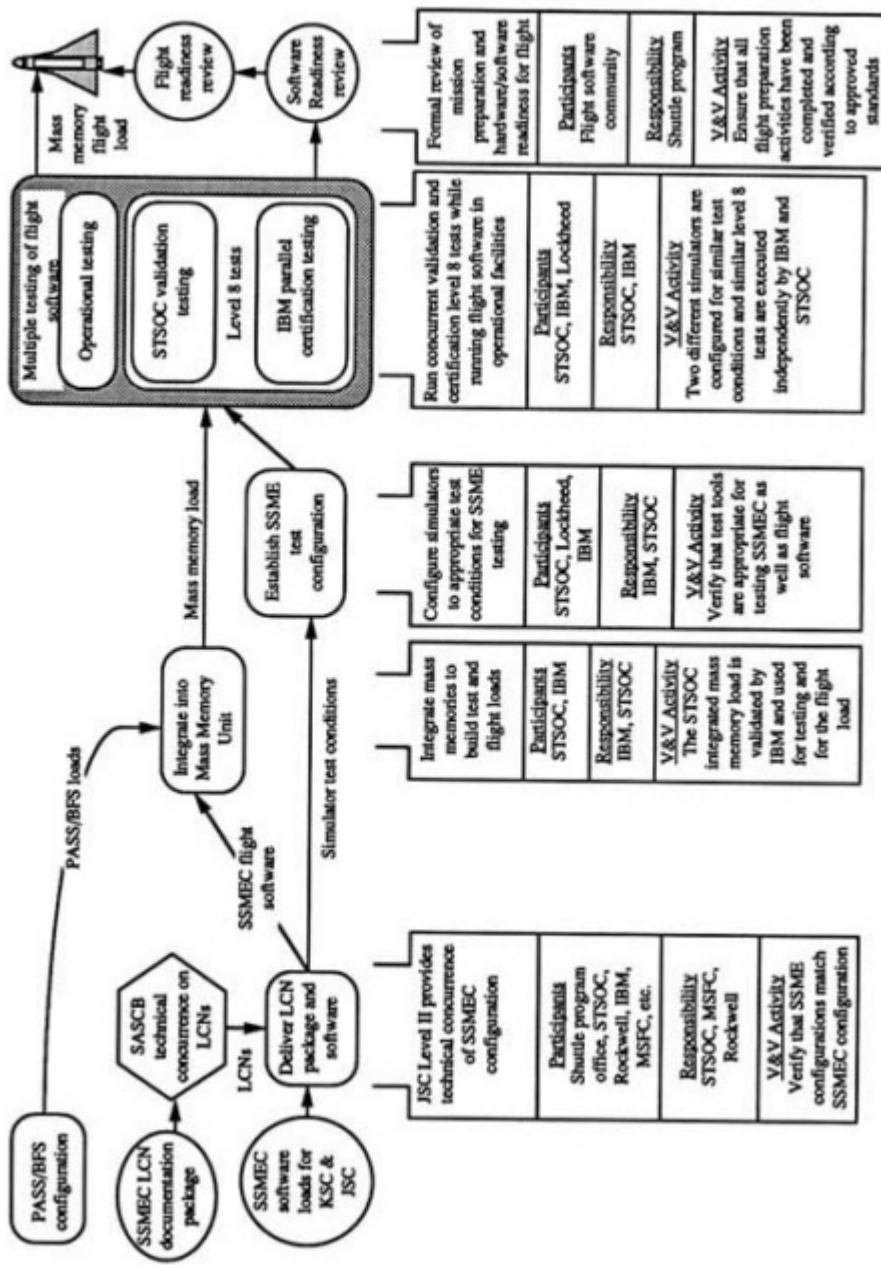 PASS/BFS
configuration
PASS/BFS loads
SSMEC LCN
documentation
package
SASCB
technical
concurrence on
LCNs
LCNs
SSMEC
software
loads for
KSC &
JSC
Deliver LCN
package and
software
SSMEC flight
software
Simulator test conditions
Integrate into
Mass Memory
Unit
Mass memory load
Establish SSME
test
configuration
Multiple testing of flight
software
Operational testing
STSOC validation
testing
Level 8 tests
IBM parallel
certification testing
Mass
memory
flight
load
Flight
readiness
review
Software
Readiness
review
JSC Level II provides
technical concurrence
of SSMEC
configuration
Participants
Shuttle program
office, STSOC,
Rockwell, IBM,
MSFC, etc.
Responsibility
STSOC, MSFC,
Rockwell
V&V Activity
Verify that SSME
configurations match
SSMEC configuration
Integrate mass
memories to
build test and
flight loads
Participants
STSOC, IBM
Responsibility
IBM, STSOC
V&V Activity
The STSOC
integrated mass
memory load is
validated by
IBM and used
for testing and
for the flight
load
Configure simulators
to appropriate test
conditions for SSME
testing
Participants
STSOC, Lockheed,
IBM
Responsibility
IBM, STSOC
V&V Activity
Verify that test tools
are appropriate for
testing SSMEC as
well as flight
software
Run concurrent validation and
certification level 8 tests while
running flight software in
operational facilities
Participants
STSOC, IBM, Lockheed
Responsibility
STSOC, IBM
V&V Activity
Two different simulators are
configured for similar test
conditions and similar level 8
tests are executed
independently by IBM and
STSOC
Formal review of
mission
preparation and
hardware/software
readiness for flight
Participants
Flight software
community
Responsibility
Shuttle program
V&V Activity
Ensure that all
flight preparation
activities have been
completed and
verified according
to approved
standards